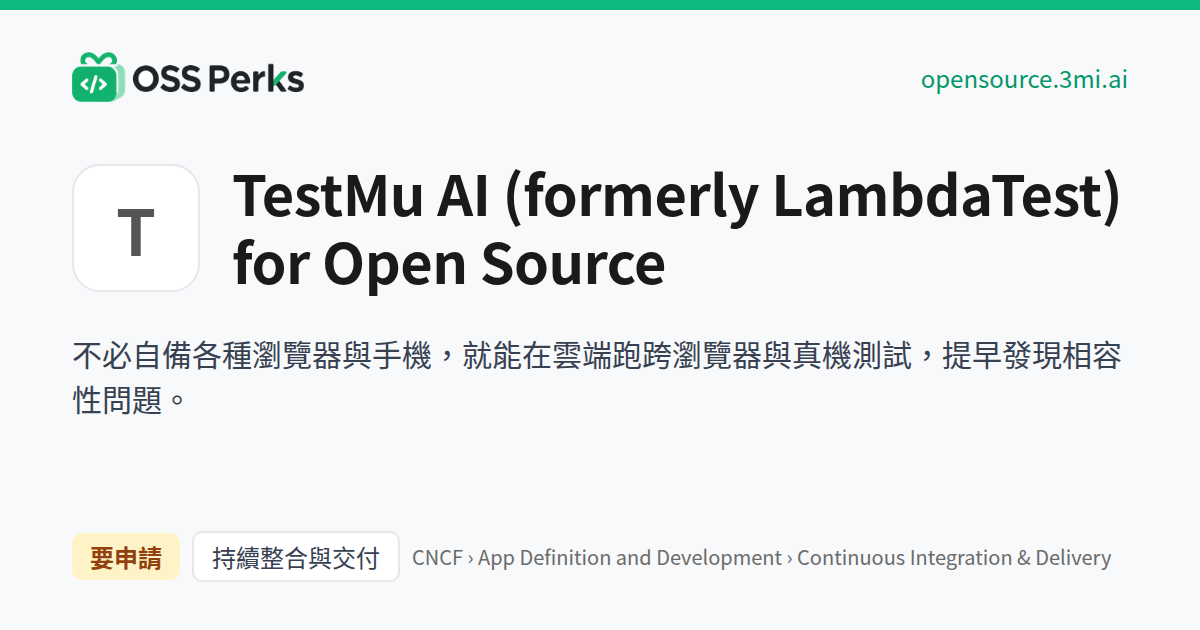 </> OSS Perks
opensource.3mi.ai
T
TestMu AI (formerly LambdaTest)
for Open Source
不必自備各種瀏覽器與手機，就能在雲端跑跨瀏覽器與真機測試，提早發現相容
性問題。
要申請 持續整合與交付 CNCF › App Definition and Development › Continuous Integration & Delivery